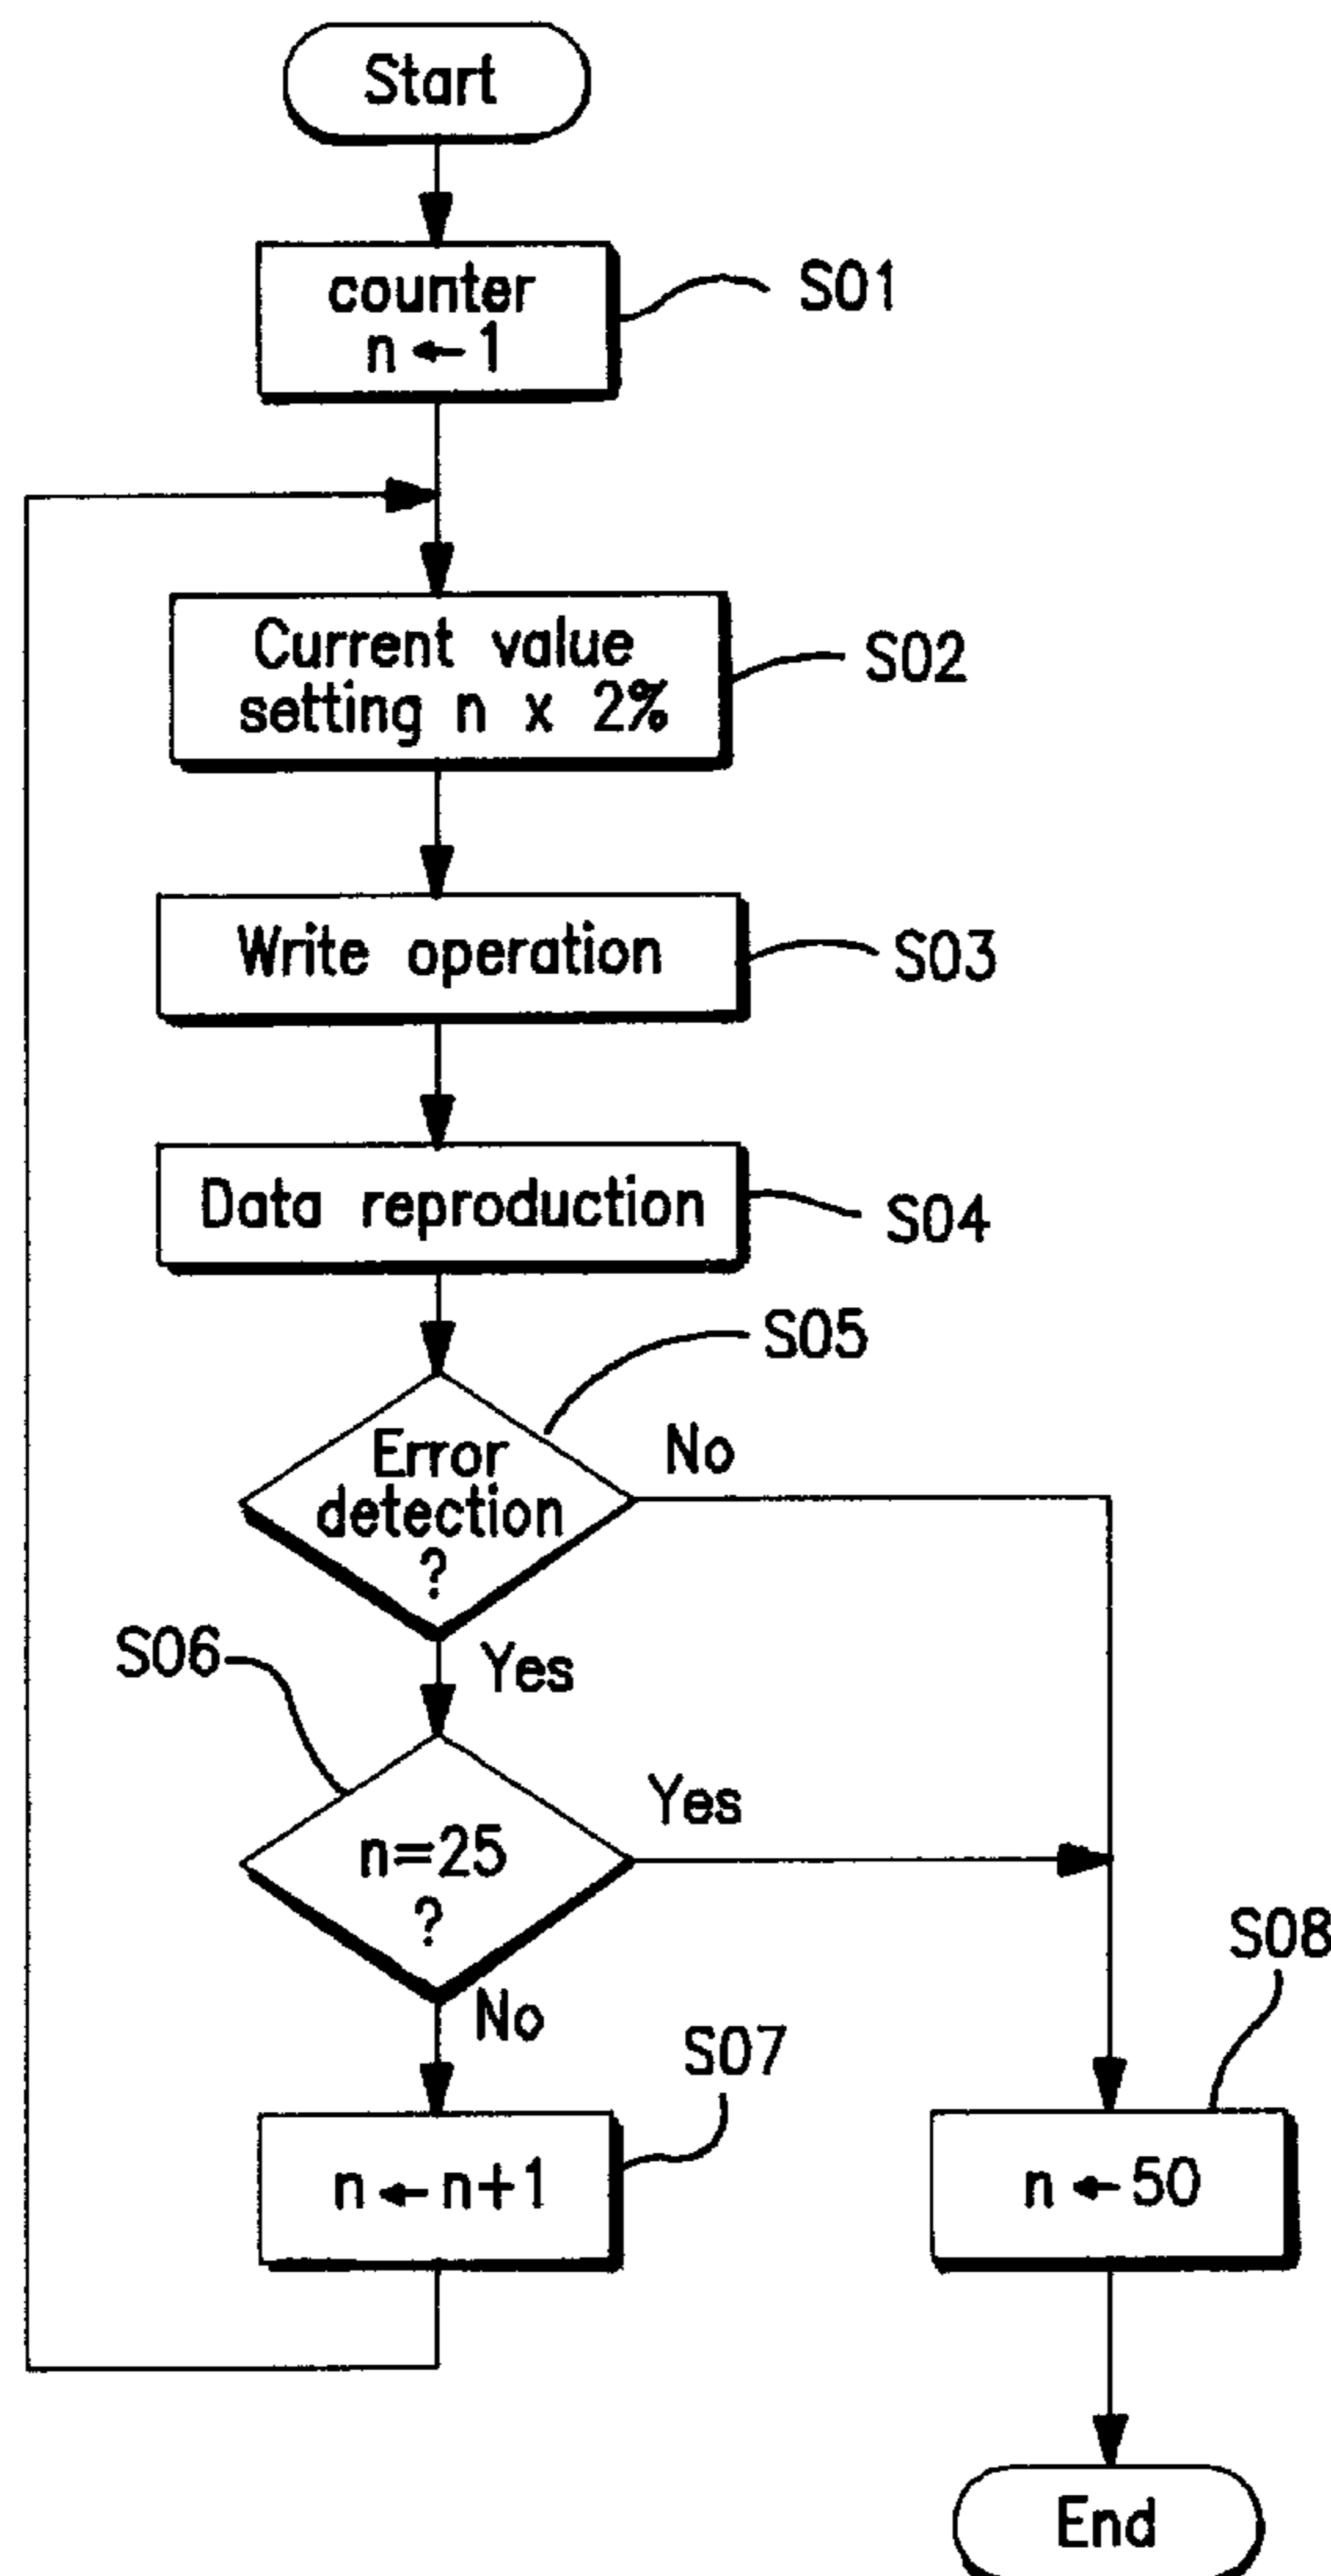 Start
counter
n ← 1
S01
Current value
setting n x 2%
S02
Write operation
S03
Data reproduction
S04
S05
Error
detection
?
No
Yes
S06
n=25
?
Yes
No
S07
n ← n+1
S08
n ← 50
End